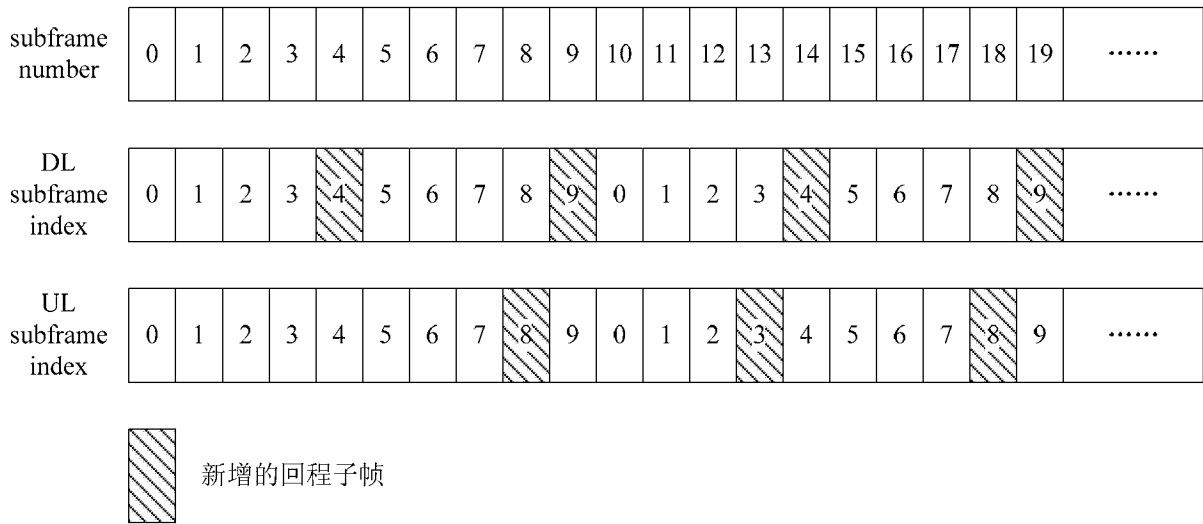 subframe
number
0 1 2 3 4 5 6 7 8 9 10 11 12 13 14 15 16 17 18 19 ······
DL
subframe
index
0 1 2 3 4 5 6 7 8 9 0 1 2 3 4 5 6 7 8 9 ······
UL
subframe
index
0 1 2 3 4 5 6 7 8 9 0 1 2 3 4 5 6 7 8 9 ······
新增的回程子帧